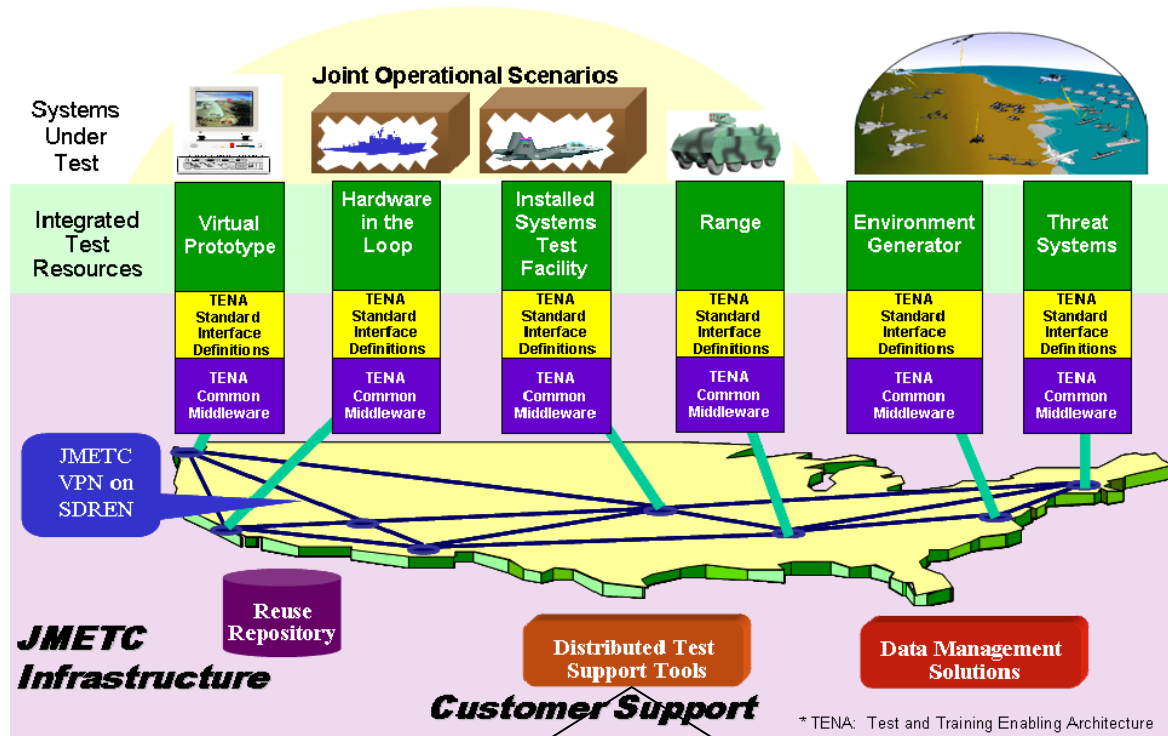 Joint Operational Scenarios
Systems
Under
Test
Integrated
Test
Resources
Virtual
Prototype
Hardware
in the
Loop
Installed
Systems
Test
Facility
Range
Environment
Generator
Threat
Systems
TENA
Standard
Interface
Definitions
TENA
Standard
Interface
Definitions
TENA
Standard
Interface
Definitions
TENA
Standard
Interface
Definitions
TENA
Standard
Interface
Definitions
TENA
Standard
Interface
Definitions
TENA
Common
Middleware
TENA
Common
Middleware
TENA
Common
Middleware
TENA
Common
Middleware
TENA
Common
Middleware
TENA
Common
Middleware
JMETC
VPN on
SDREN
Reuse
Repository
JMETC
Infrastructure
Distributed Test
Support Tools
Data Management
Solutions
Customer Support
* TENA: Test and Training Enabling Architecture